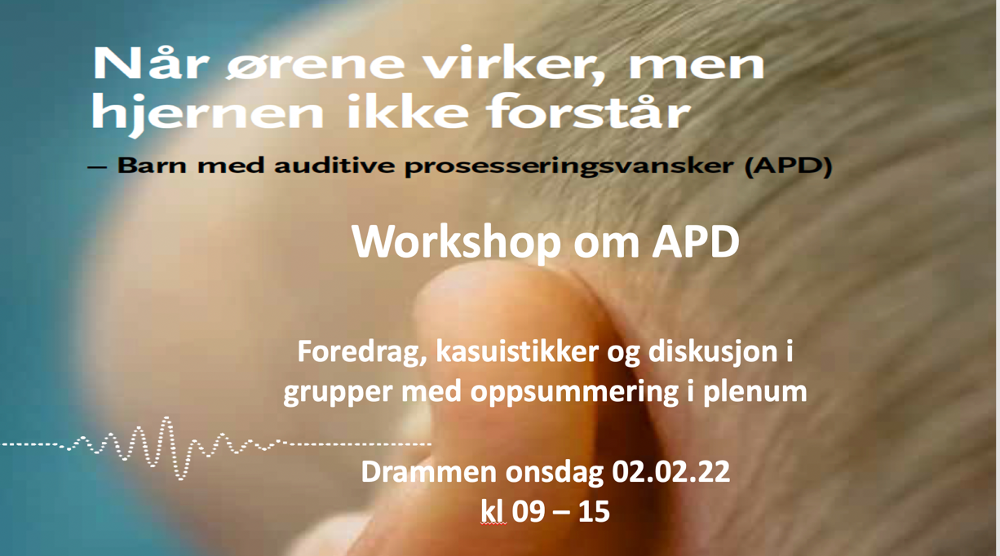 Når ørene virker, men
hjernen ikke forstår
– Barn med auditive prosesseringsvansker (APD)
Workshop om APD
Foredrag, kasuistikker og diskusjon i
grupper med oppsummering i plenum
Drammen onsdag 02.02.22
kl 09 – 15